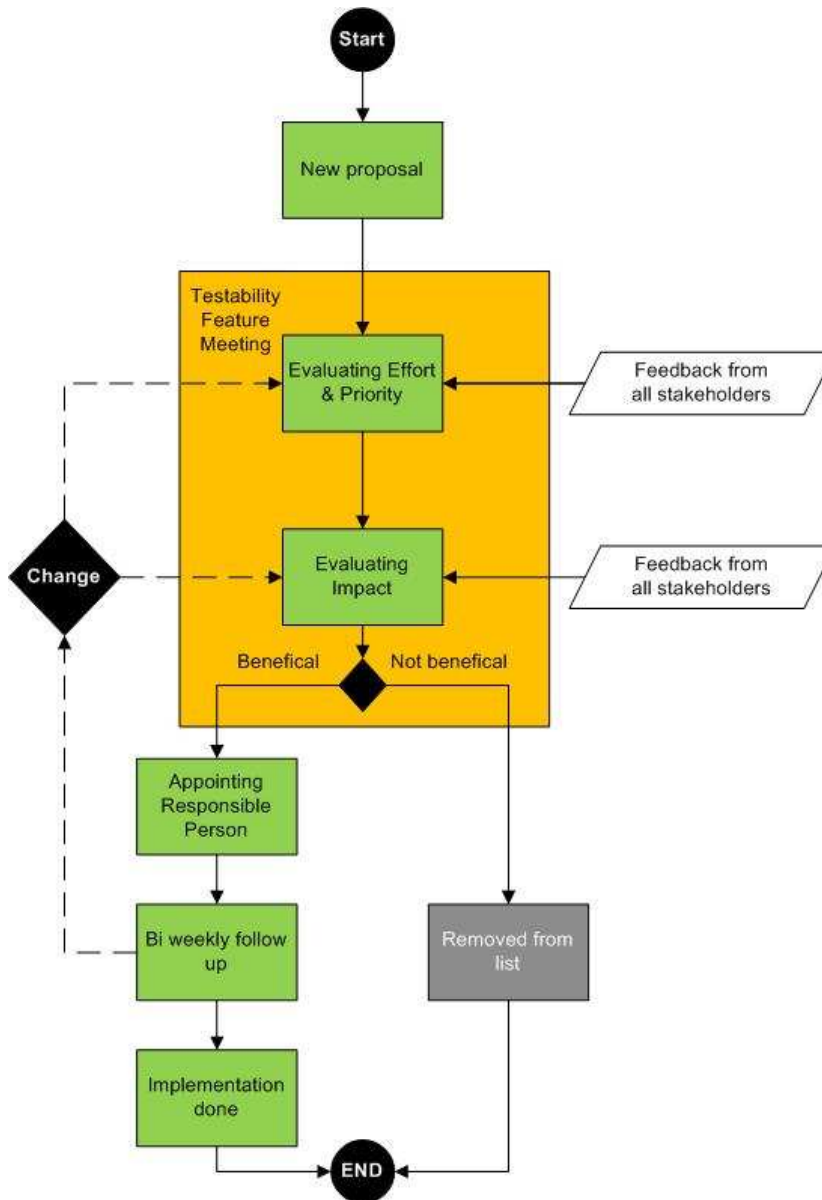 Start
New proposal
Testability
Feature
Meeting
Evaluating Effort
& Priority
Feedback from
all stakeholders
Change
Evaluating
Impact
Feedback from
all stakeholders
Benefical
Not benefical
Appointing
Responsible
Person
Bi weekly follow
up
Removed from
list
Implementation
done
END